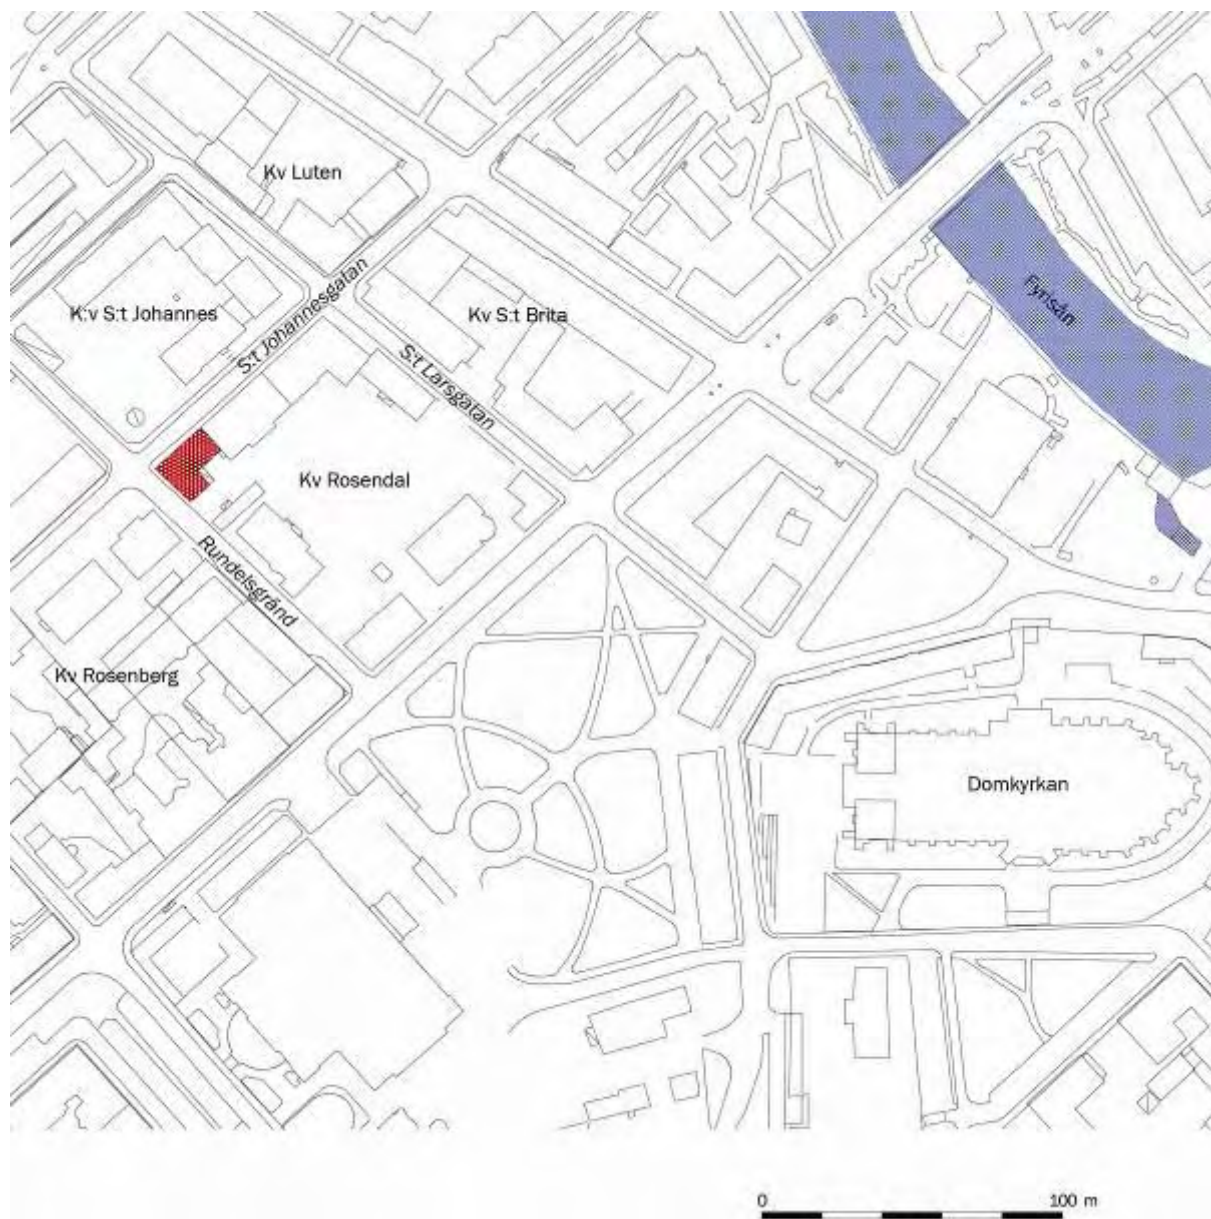 Kv Luten
K:v S:t Johannes
S:t Johannesgatan
Kv S:t Brita
Fyrisån
S:t Larsgatan
Kv Rosendal
Rundelsgränd
Kv Rosenberg
Domkyrkan
0 100 m